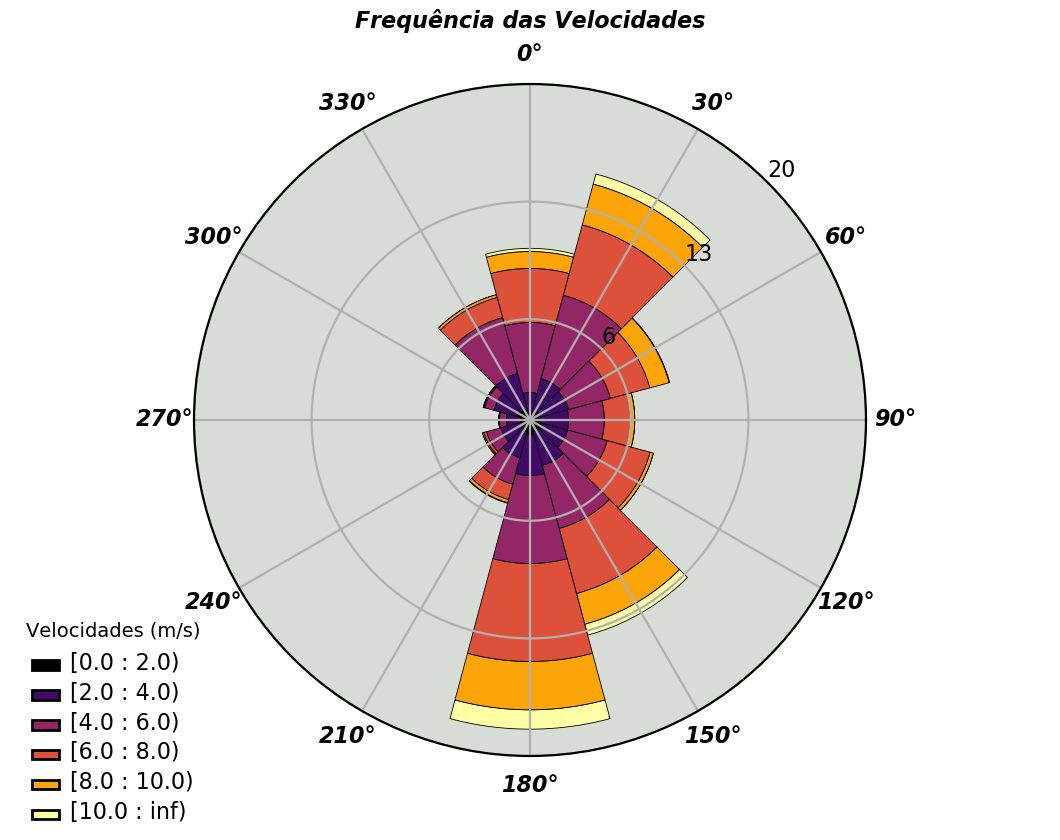 Frequência das Velocidades
0°
330°
30°
20
300°
60°
13
6
270°
90°
240°
120°
Velocidades (m/s)
[0.0 : 2.0)
[2.0 : 4.0)
[4.0 : 6.0)
210°
150°
[6.0 : 8.0)
180°
[8.0 : 10.0)
[10.0 : inf)